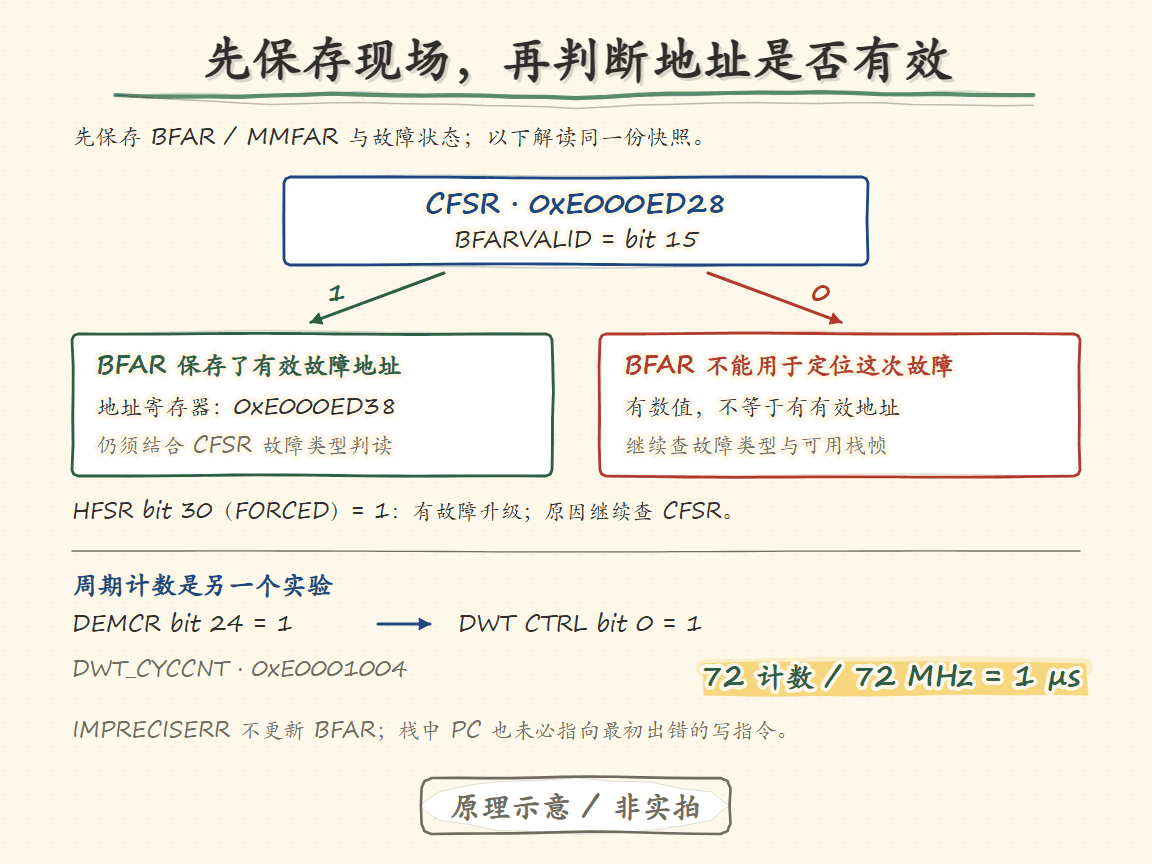 先保存现场，再判断地址是否有效
先保存 BFAR / MMFAR 与故障状态；以下解读同一份快照。
CFSR · 0xE000ED28
BFARVALID = bit 15
1
0
BFAR 保存了有效故障地址
地址寄存器：0xE000ED38
仍须结合 CFSR 故障类型判读
BFAR 不能用于定位这次故障
有数值，不等于有有效地址
继续查故障类型与可用栈帧
HFSR bit 30（FORCED）= 1：有故障升级；原因继续查 CFSR。
周期计数是另一个实验
DEMCR bit 24 = 1
DWT CTRL bit 0 = 1
DWT_CYCCNT · 0xE0001004
72 计数 / 72 MHz = 1 μs
IMPRECISERR 不更新 BFAR；栈中 PC 也未必指向最初出错的写指令。
原理示意 / 非实拍